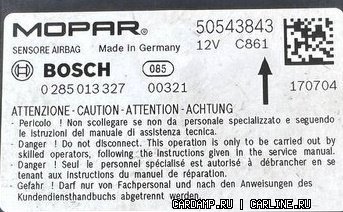 MOPAR 50543843
SENSORE AIRBAG Made in Germany 12V C861
BOSCH 085
0 285 013 327 00321 170704
ATTENZIONE - CAUTION - ATTENTION - ACHTUNG
- Pericolo ! Non scollegare se non da personale specializzato e seguendo
le istruzioni del manuale di assistenza tecnica.
- Danger ! Do not disconnect. This operation is only to be carried out by
skilled operators, following the instructions given in the service manual.
- Danger ! Seul le personnel spécialisé est autorisé à débrancher en se
tenant aux instructions du manuel de réparation.
- Gefahr ! Darf nur von Fachpersonal und nach den Anweisungen des
Kundendiensthandbuchs abgetrennt werden.
CAROAMP.RU | CARLINE.RU